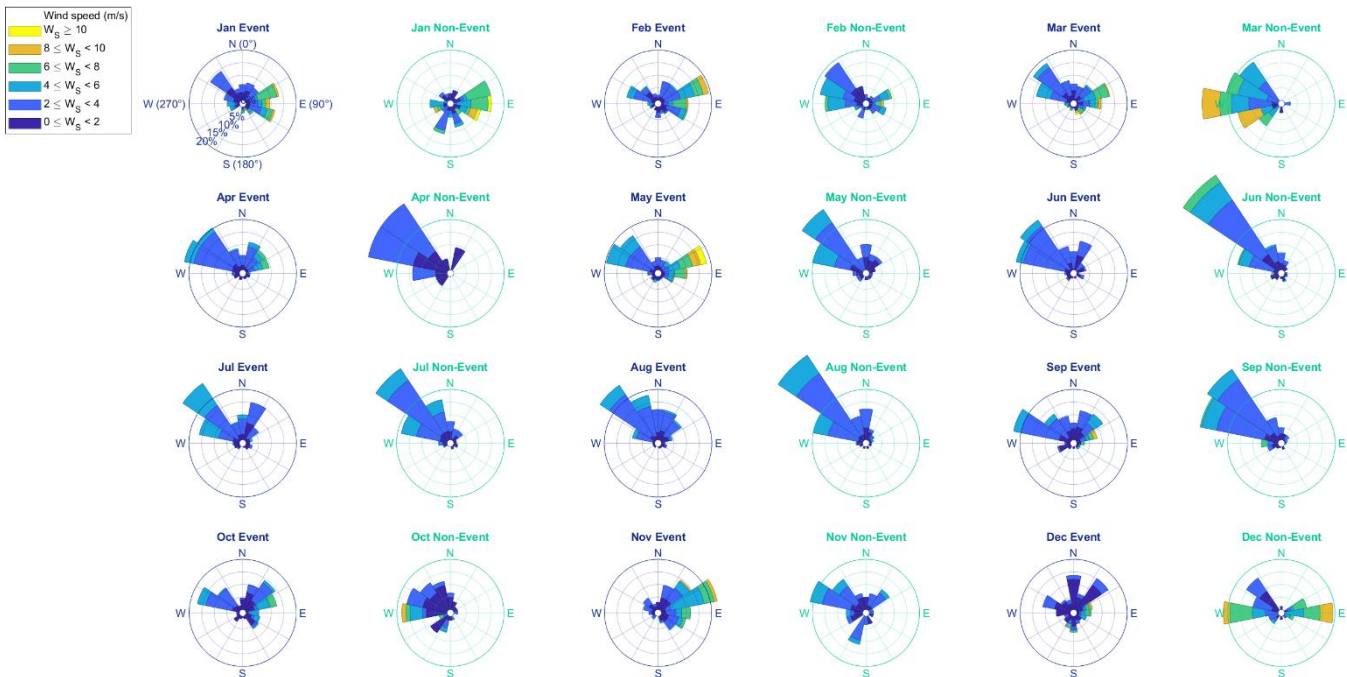 Wind speed (m/s)
W_S ≥ 10
8 ≤ W_S < 10
6 ≤ W_S < 8
4 ≤ W_S < 6
2 ≤ W_S < 4
0 ≤ W_S < 2
Jan Event
N (0°)
W (270°)
E (90°)
5%
10%
15%
20%
S (180°)
Jan Non-Event
N
W
E
S
Feb Event
N
W
E
S
Feb Non-Event
N
W
E
S
Mar Event
N
W
E
S
Mar Non-Event
N
W
E
S
Apr Event
N
W
E
S
Apr Non-Event
N
W
E
S
May Event
N
W
E
S
May Non-Event
N
W
E
S
Jun Event
N
W
E
S
Jun Non-Event
N
W
E
S
Jul Event
N
W
E
S
Jul Non-Event
N
W
E
S
Aug Event
N
W
E
S
Aug Non-Event
N
W
E
S
Sep Event
N
W
E
S
Sep Non-Event
N
W
E
S
Oct Event
N
W
E
S
Oct Non-Event
N
W
E
S
Nov Event
N
W
E
S
Nov Non-Event
N
W
E
S
Dec Event
N
W
E
S
Dec Non-Event
N
W
E
S